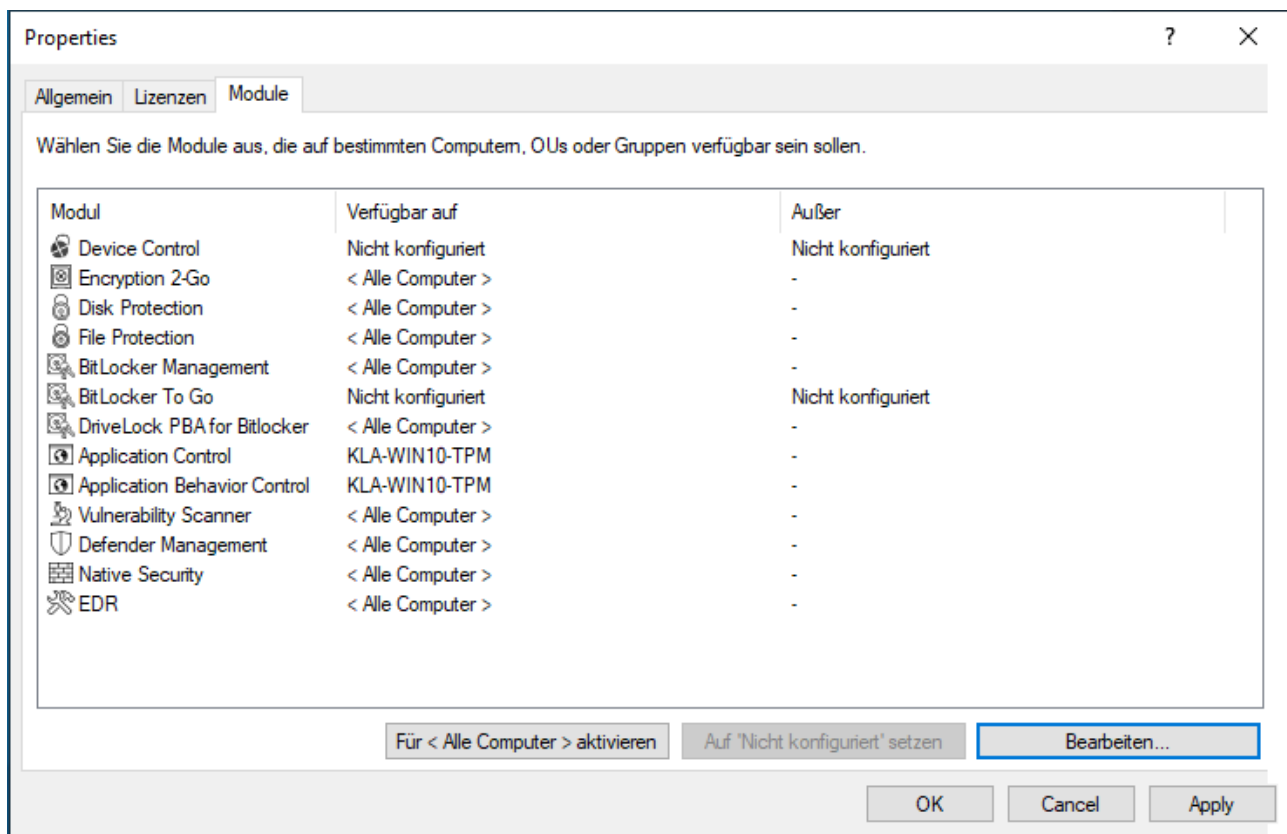 Properties ?
Allgemein Lizenzen Module
Wählen Sie die Module aus, die auf bestimmten Computern, OUs oder Gruppen verfügbar sein sollen.
Modul Verfügbar auf Außer
Device Control Nicht konfiguriert Nicht konfiguriert
Encryption 2-Go < Alle Computer > -
Disk Protection < Alle Computer > -
File Protection < Alle Computer > -
BitLocker Management < Alle Computer > -
BitLocker To Go Nicht konfiguriert Nicht konfiguriert
DriveLock PBA for Bitlocker < Alle Computer > -
Application Control KLA-WIN10-TPM -
Application Behavior Control KLA-WIN10-TPM -
Vulnerability Scanner < Alle Computer > -
Defender Management < Alle Computer > -
Native Security < Alle Computer > -
EDR < Alle Computer > -
Für < Alle Computer > aktivieren Auf 'Nicht konfiguriert' setzen Bearbeiten...
OK Cancel Apply